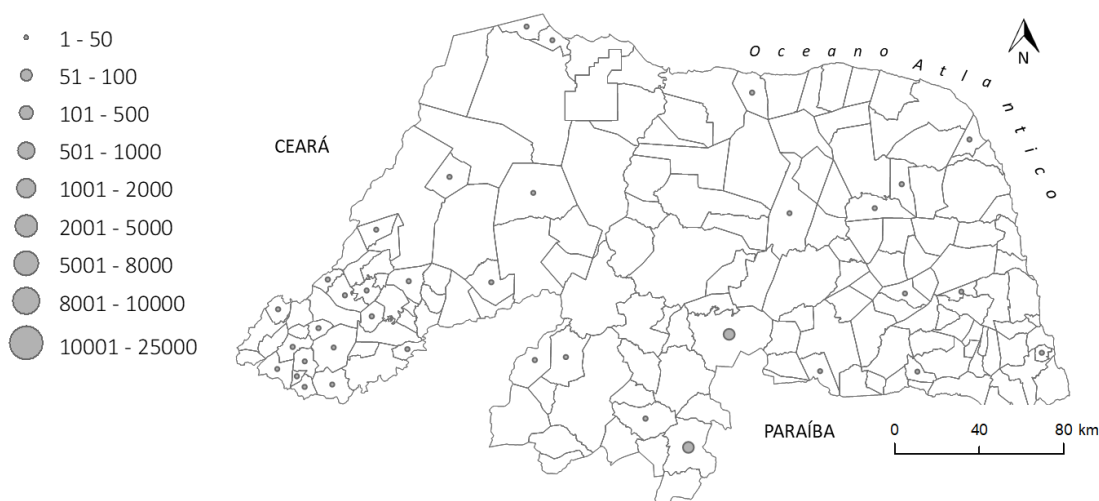 1 - 50
51 - 100
101 - 500
501 - 1000
1001 - 2000
2001 - 5000
5001 - 8000
8001 - 10000
10001 - 25000
CEARÁ
Oceano Atlantico
N
PARAÍBA
0 40 80 km